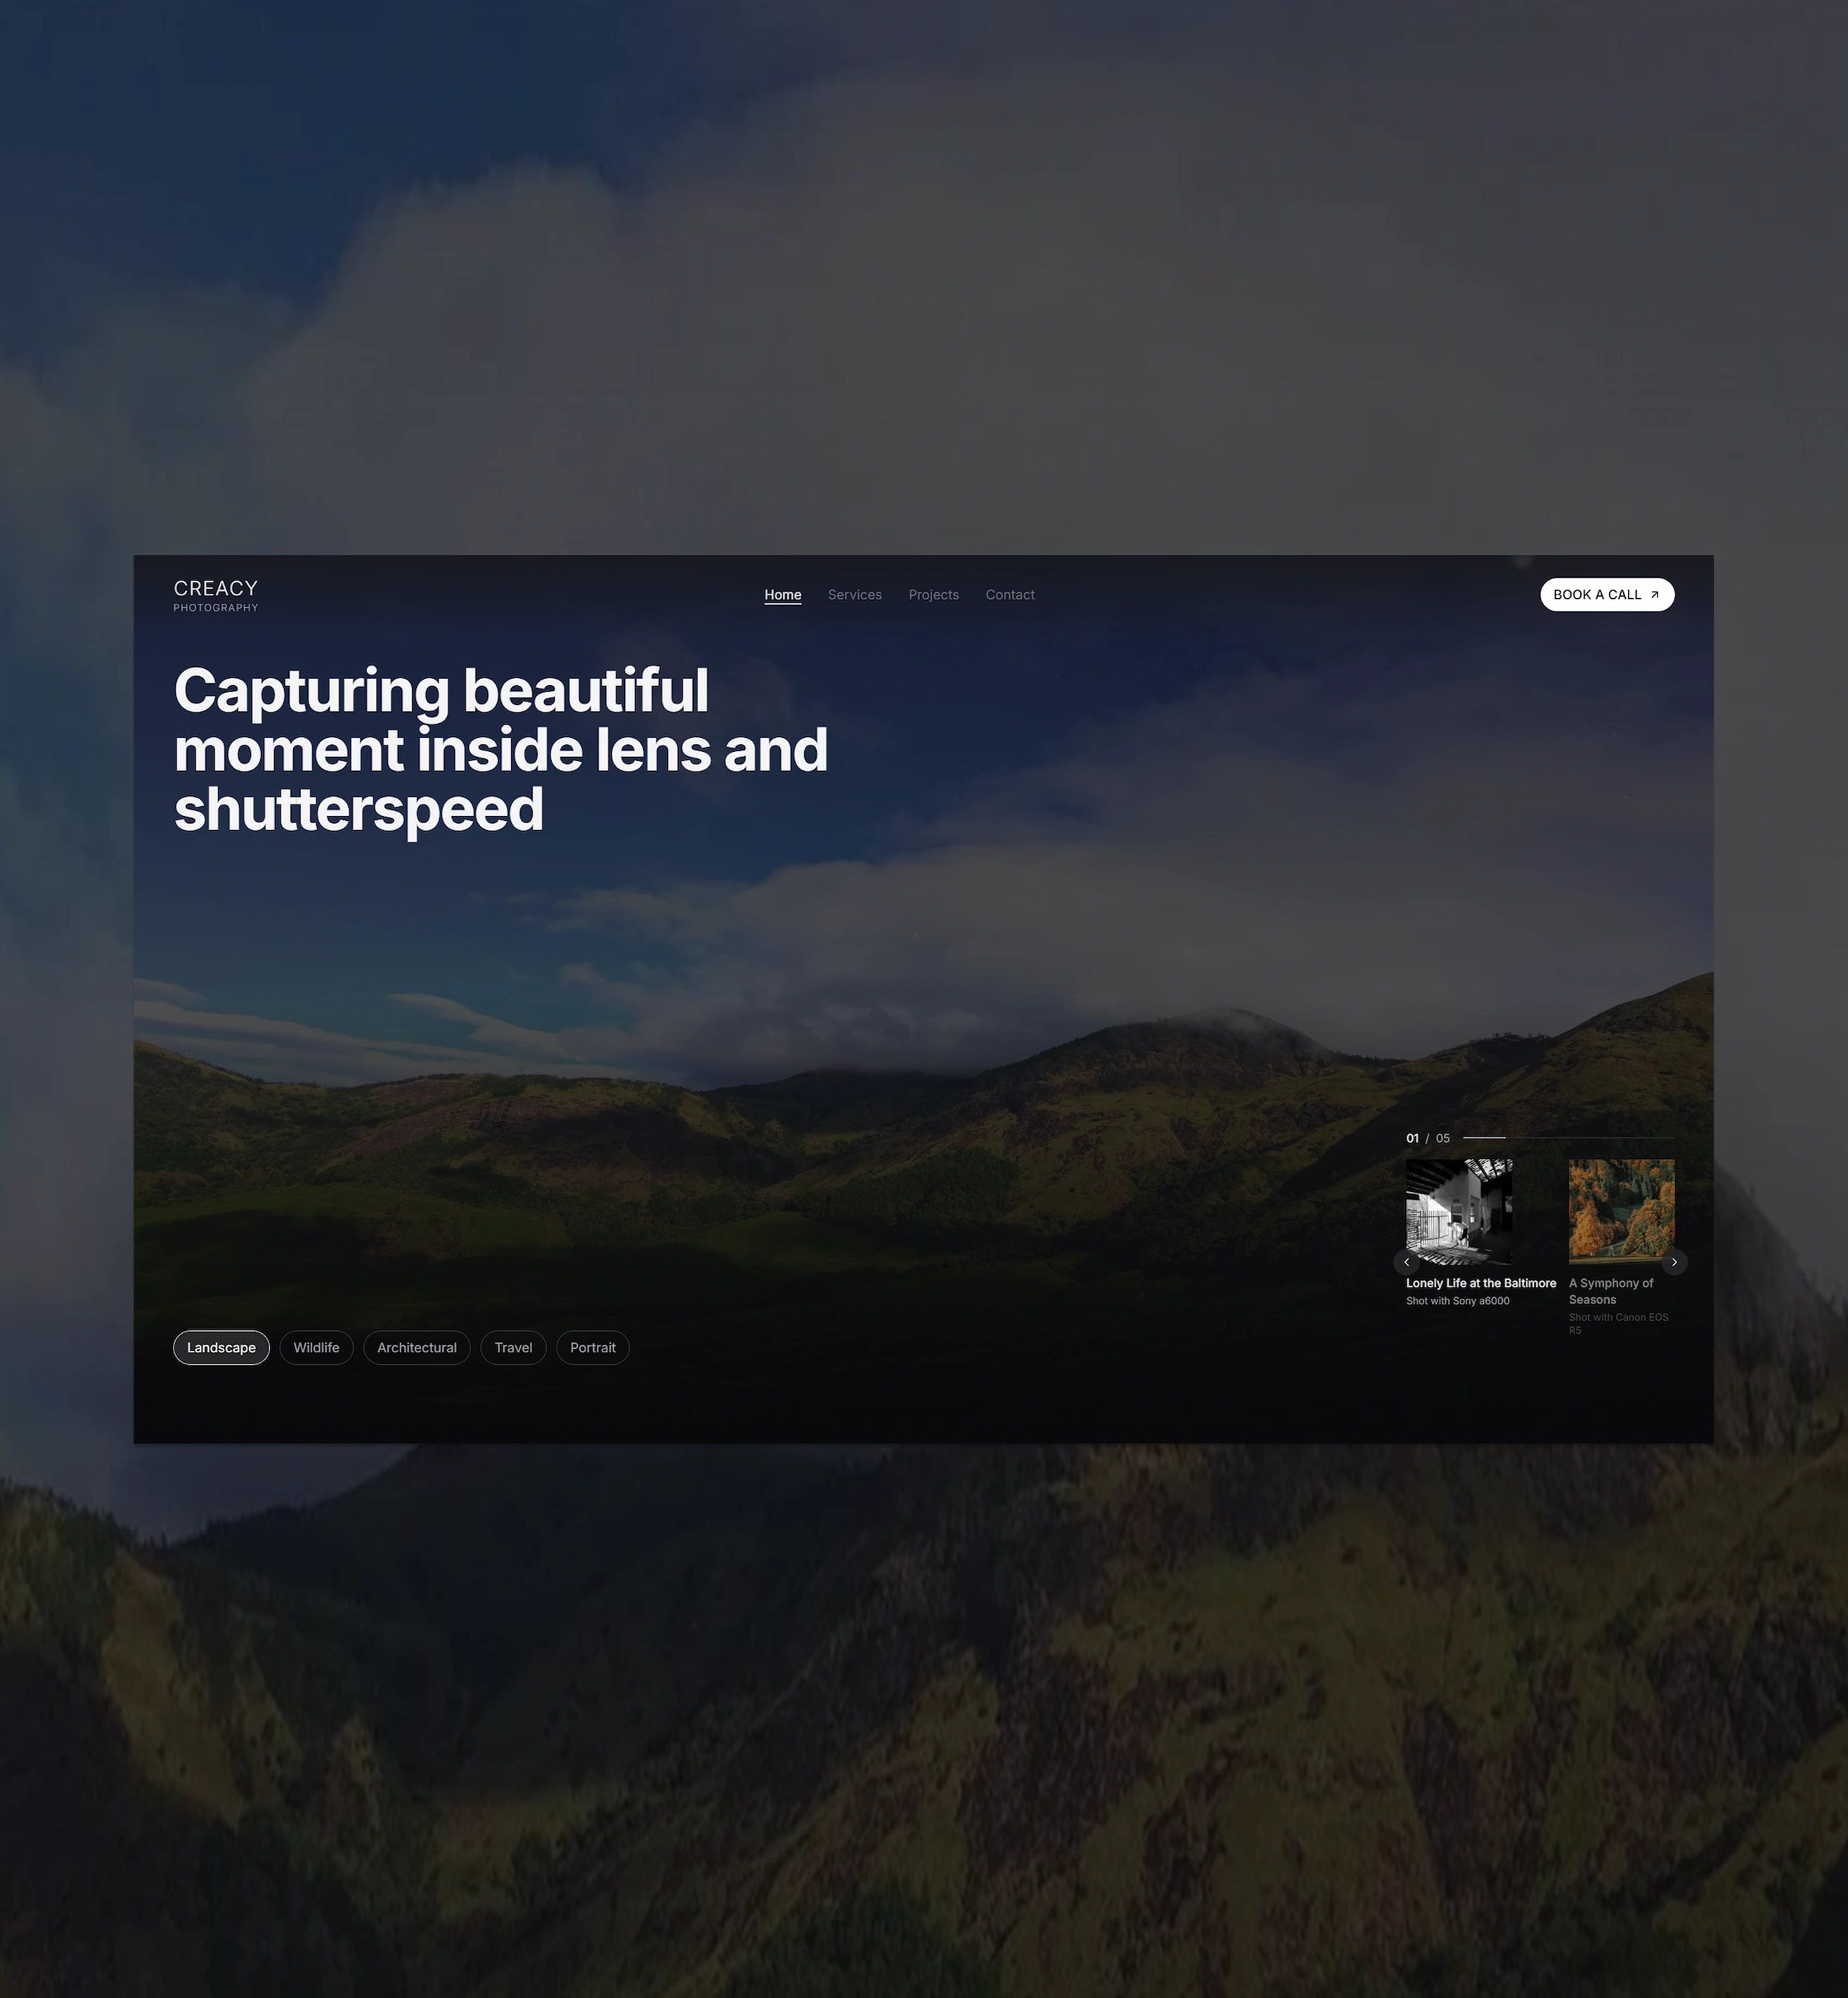 CREACY
PHOTOGRAPHY
Home
Services
Projects
Contact
BOOK A CALL
Capturing beautiful
moment inside lens and
shutterspeed
01 / 05
Lonely Life at the Baltimore
Shot with Sony a6000
A Symphony of
Seasons
Shot with Canon EOS
R5
Landscape
Wildlife
Architectural
Travel
Portrait